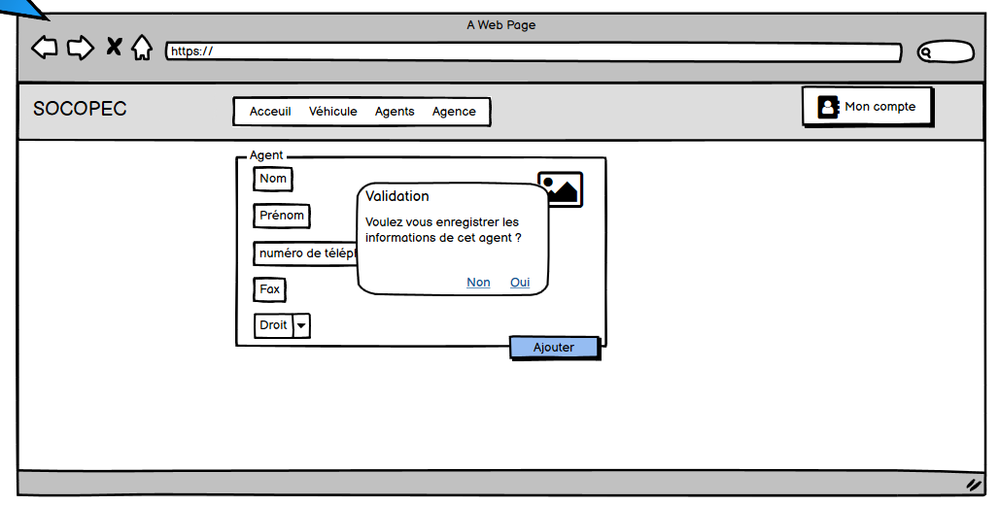 A Web Page
https://
SOCOPEC
Acceuil Véhicule Agents Agence
Mon compte
Agent
Nom
Prénom
numéro de télép
Fax
Droit
Validation
Voulez vous enregistrer les
informations de cet agent ?
Non Oui
Ajouter